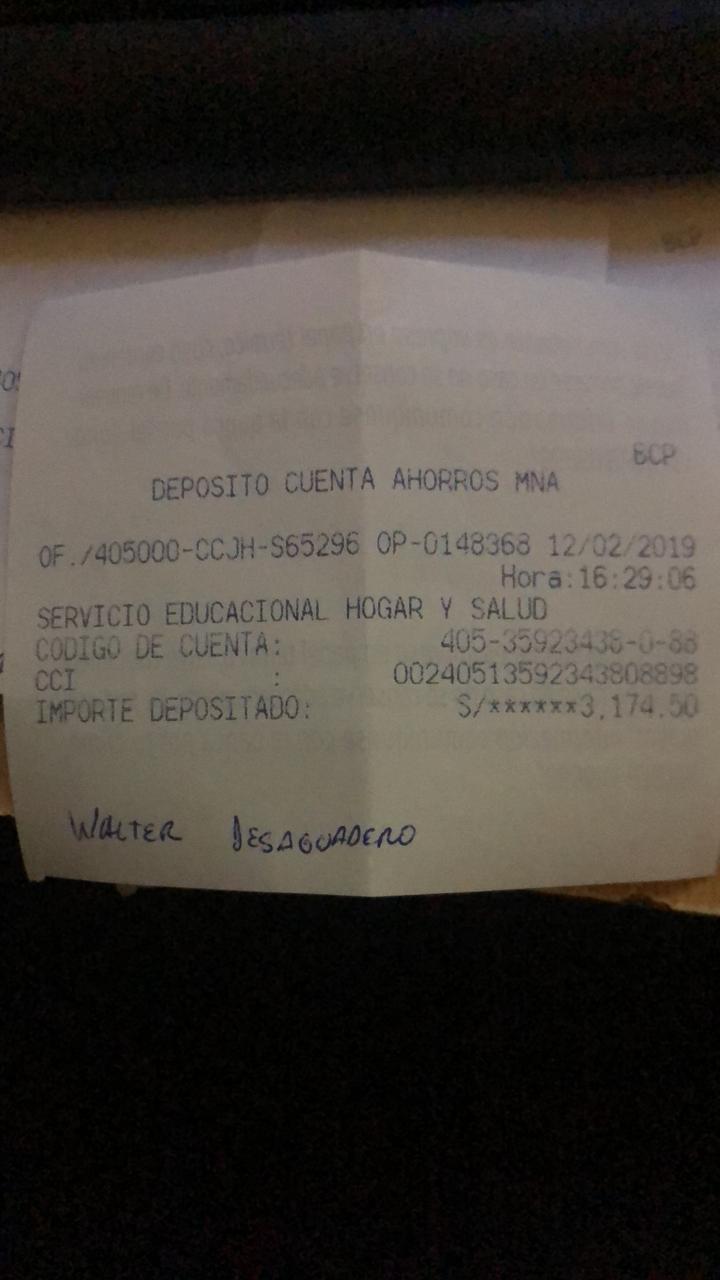 BCP
DEPOSITO CUENTA AHORROS MNA
OF./405000-CCJH-S65296 OP-0148368 12/02/2019
Hora:16:29:06
SERVICIO EDUCACIONAL HOGAR Y SALUD
CODIGO DE CUENTA: 405-35923438-0-88
CCI : 00240513592343808898
IMPORTE DEPOSITADO: S/******3,174.50
WALTER DESAGUADERO